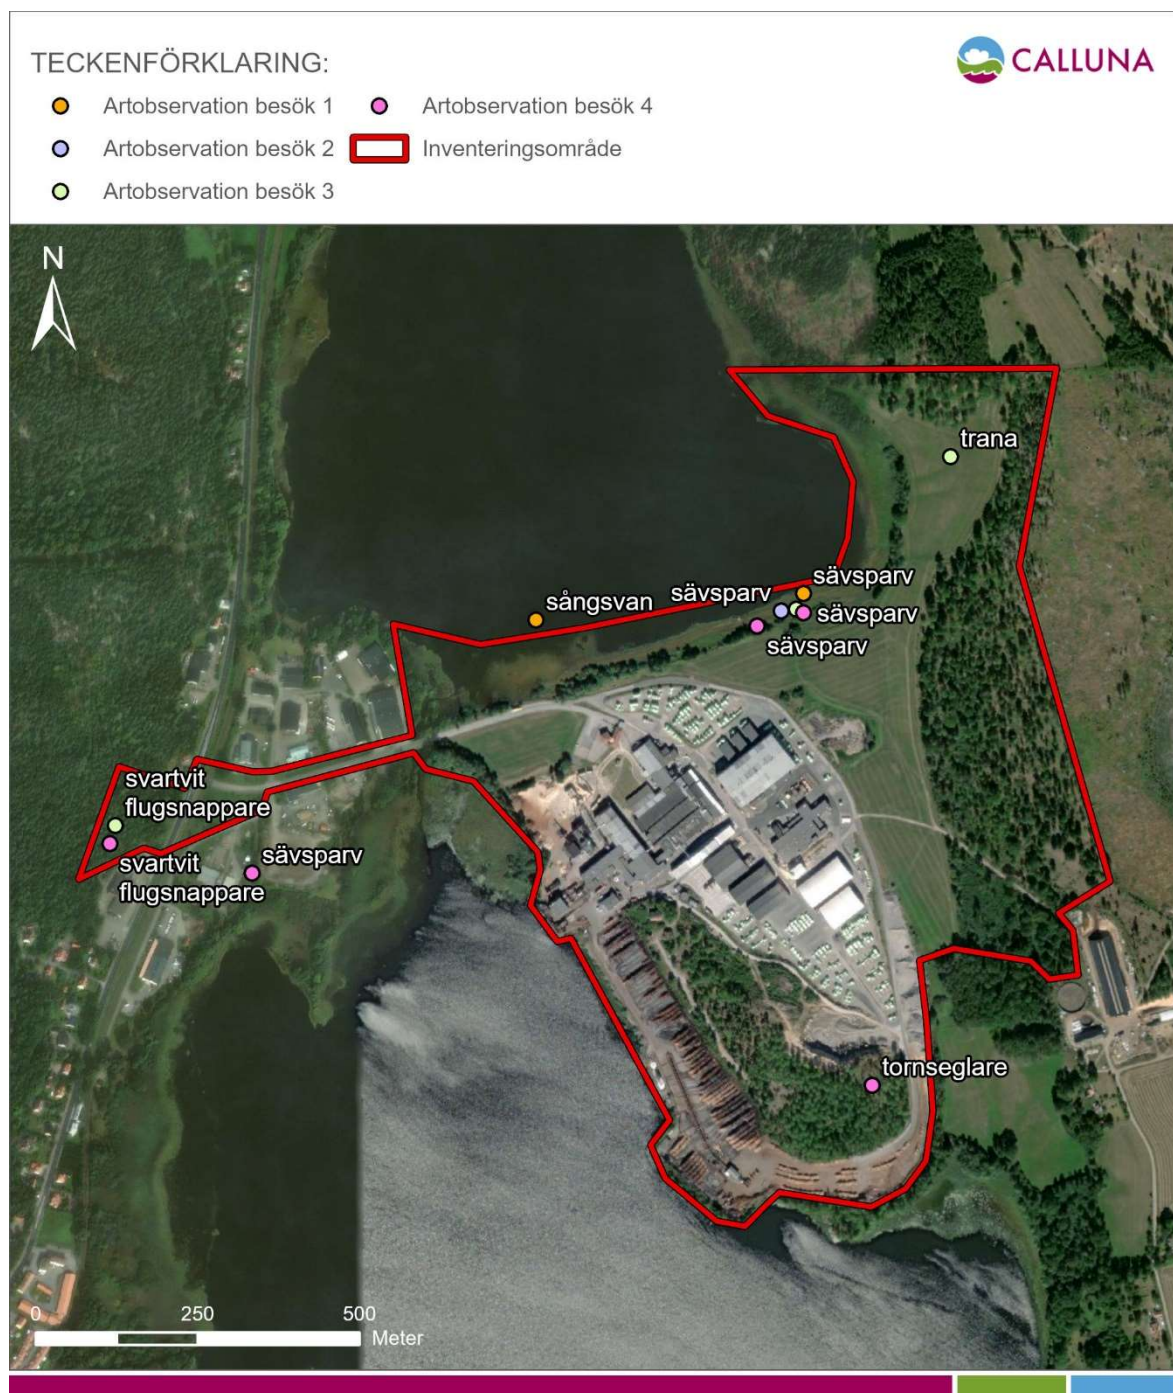 TECKENFÖRKLARING:
CALLUNA
Artobservation besök 1
Artobservation besök 4
Artobservation besök 2
Inventeringsområde
Artobservation besök 3
N
trana
sävsparv
sävsparv
sångsvan
sävsparv
sävsparv
svartvit
flugsnappare
sävsparv
svartvit
flugsnappare
tornseglare
0
250
500
Meter